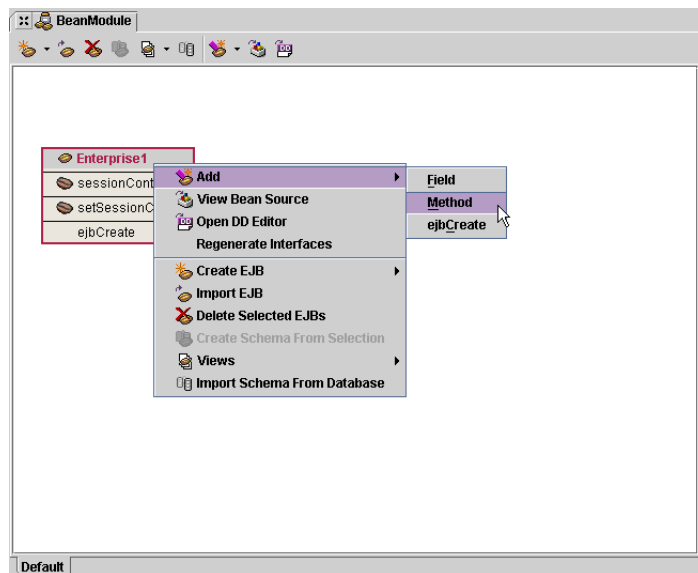 BeanModule
Enterprise1
sessionCont
setSessionC
ejbCreate
Add
View Bean Source
Open DD Editor
Regenerate Interfaces
Create EJB
Import EJB
Delete Selected EJBs
Create Schema From Selection
Views
Import Schema From Database
Field
Method
ejbCreate
Default